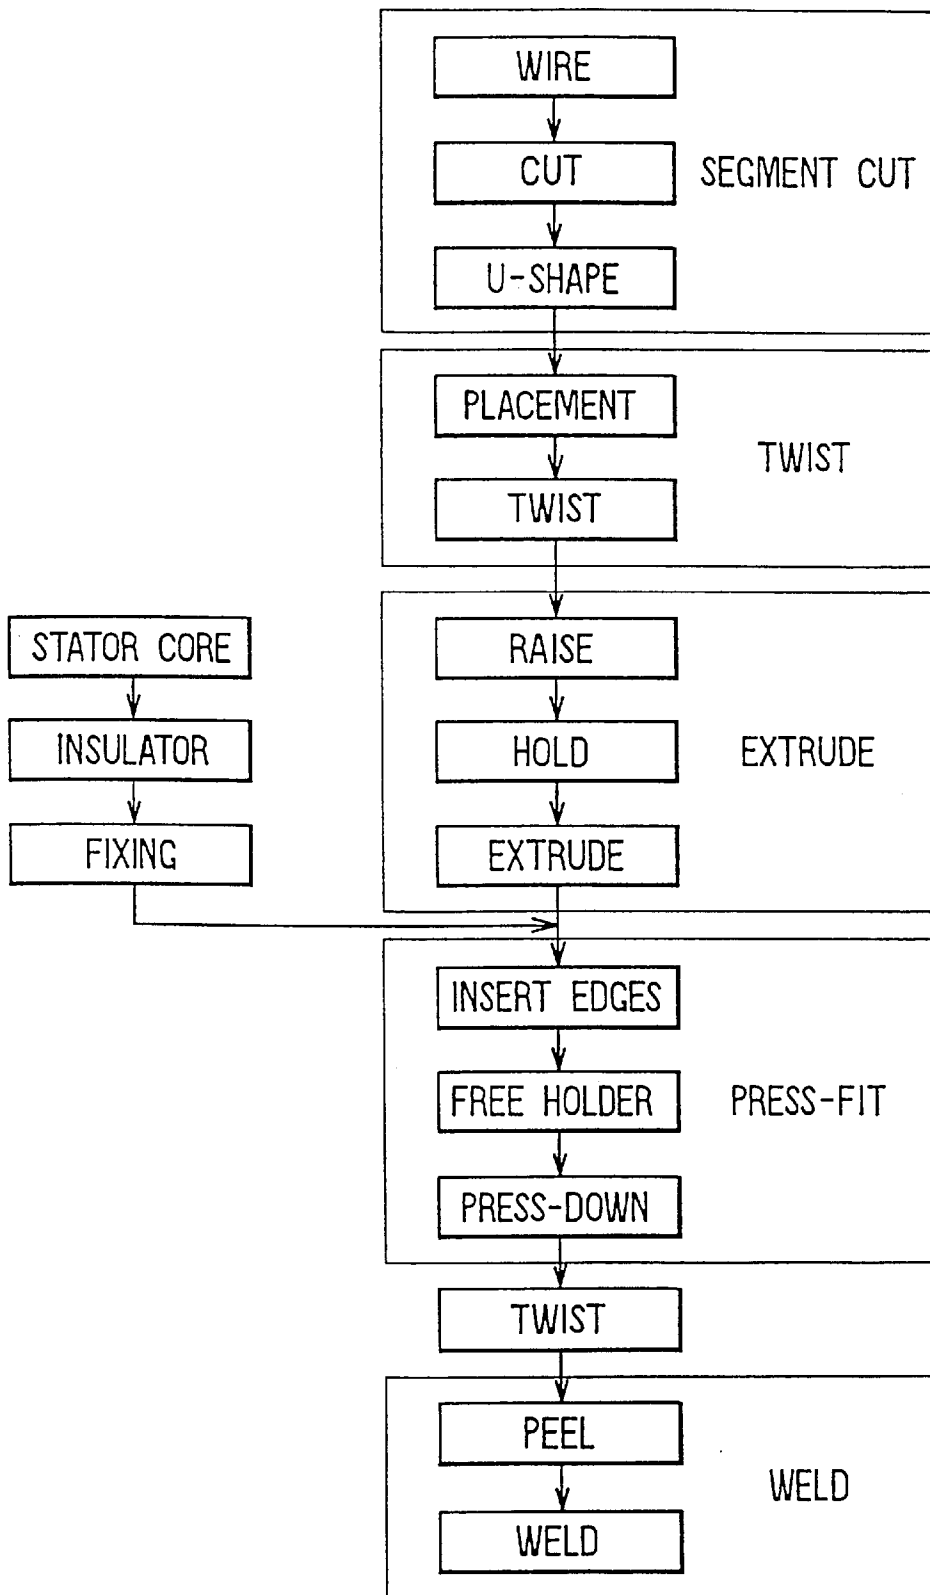 WIRE
CUT
SEGMENT CUT
U-SHAPE
PLACEMENT
TWIST
TWIST
STATOR CORE
RAISE
INSULATOR
HOLD
EXTRUDE
FIXING
EXTRUDE
INSERT EDGES
FREE HOLDER
PRESS-FIT
PRESS-DOWN
TWIST
PEEL
WELD
WELD